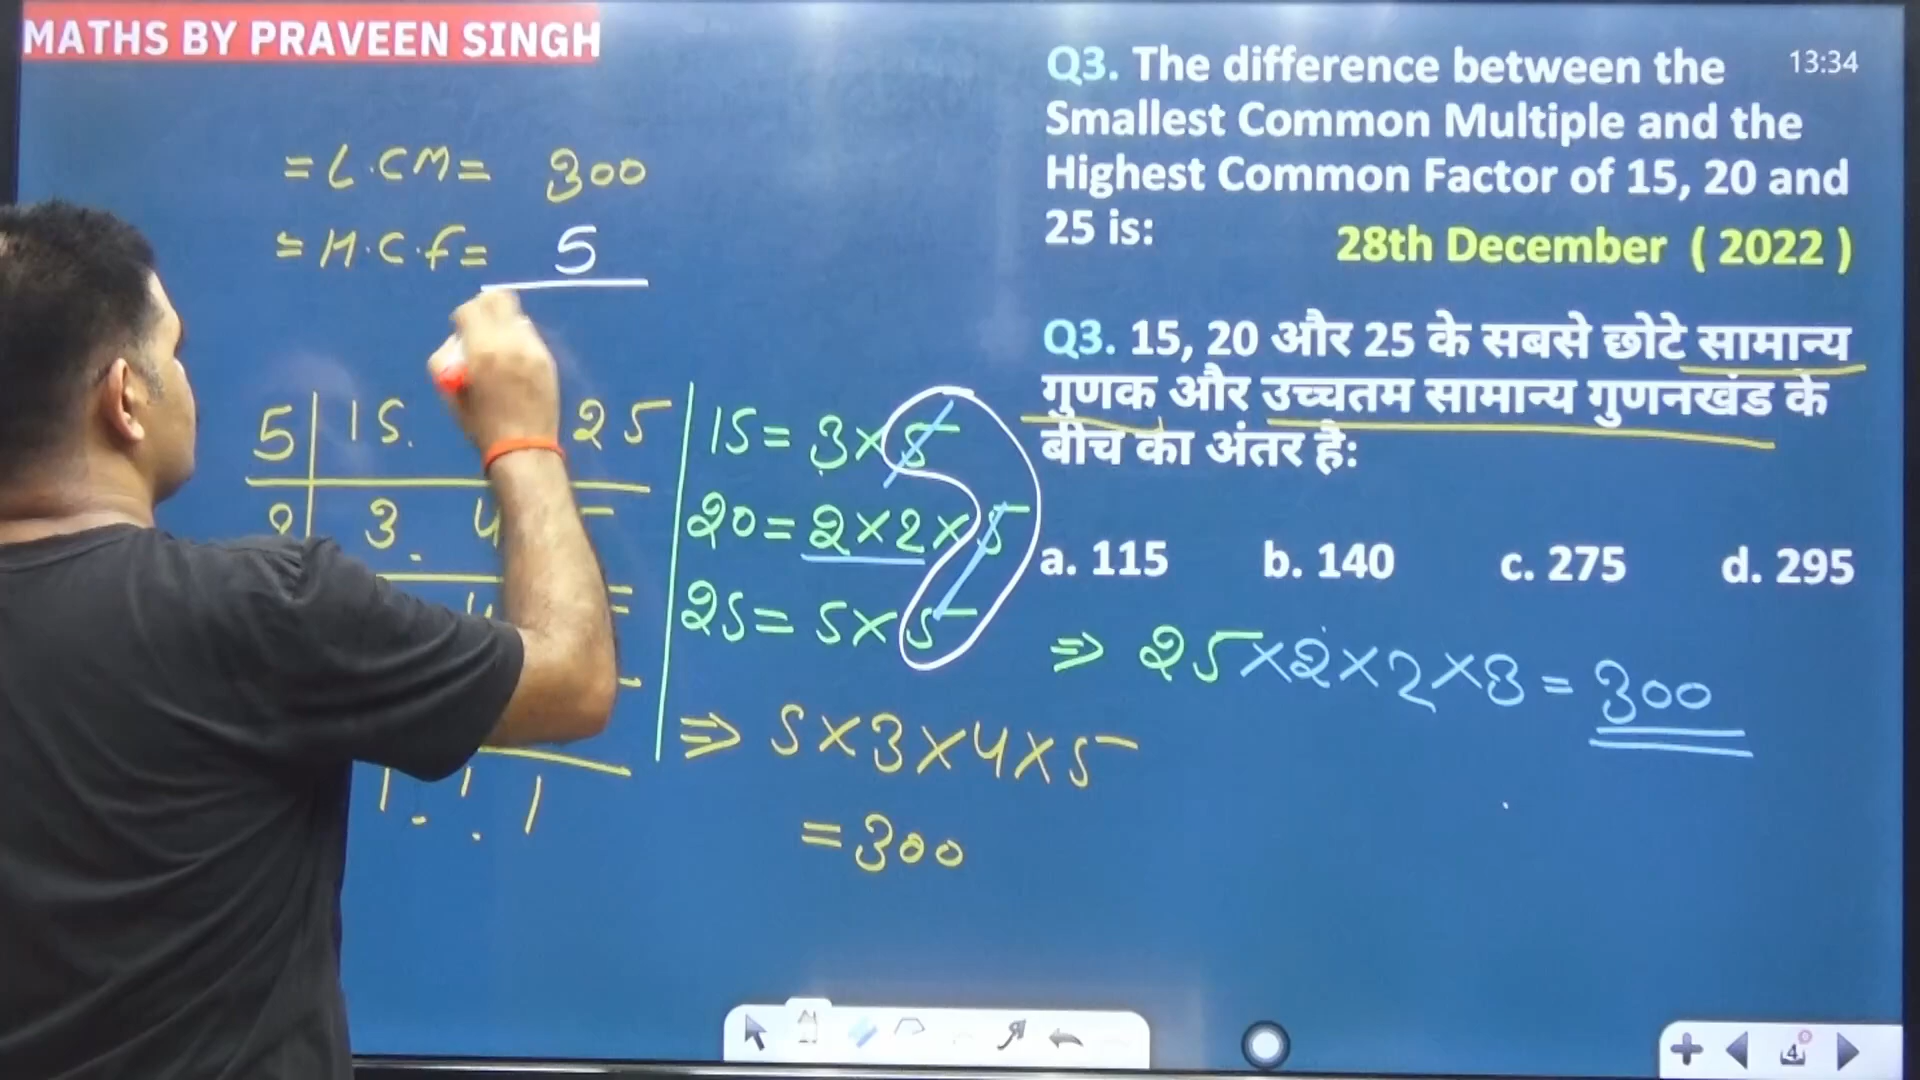 MATHS BY PRAVEEN SINGH
= L.CM = 300
= H.C.f = 5
5 15. 25
3. 4
1 . 1 . 1
15 = 3×5
20 = 2×2×5
25 = 5×5
⇒ 5×3×4×5
= 300
13:34
Q3. The difference between the
Smallest Common Multiple and the
Highest Common Factor of 15, 20 and
25 is:
28th December ( 2022 )
Q3. 15, 20 और 25 के सबसे छोटे सामान्य
गुणक और उच्चतम सामान्य गुणनखंड के
बीच का अंतर है:
a. 115 b. 140 c. 275 d. 295
⇒ 25×2×2×3 = 300
4